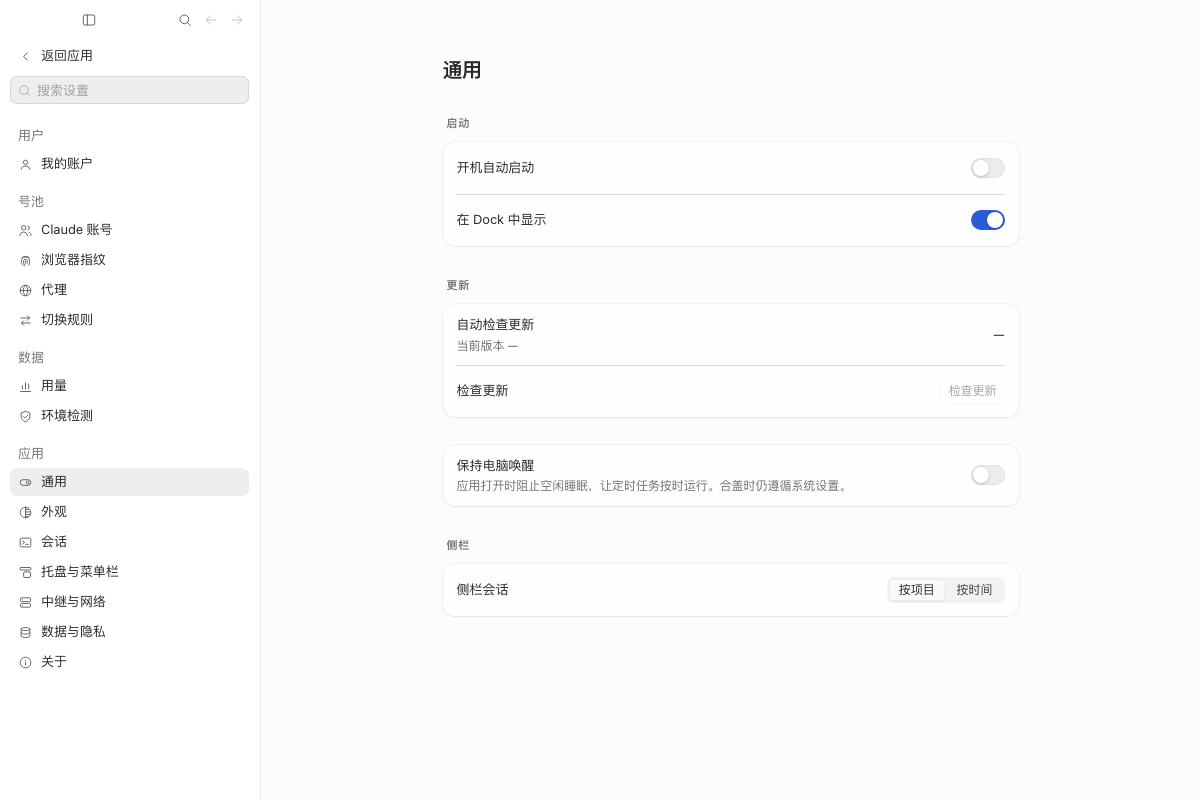 返回应用
搜索设置
用户
我的账户
号池
Claude 账号
浏览器指纹
代理
切换规则
数据
用量
环境检测
应用
通用
外观
会话
托盘与菜单栏
中继与网络
数据与隐私
关于
通用
启动
开机自动启动
在 Dock 中显示
更新
自动检查更新
当前版本 —
—
检查更新
检查更新
保持电脑唤醒
应用打开时阻止空闲睡眠，让定时任务按时运行。合盖时仍遵循系统设置。
侧栏
侧栏会话
按项目
按时间